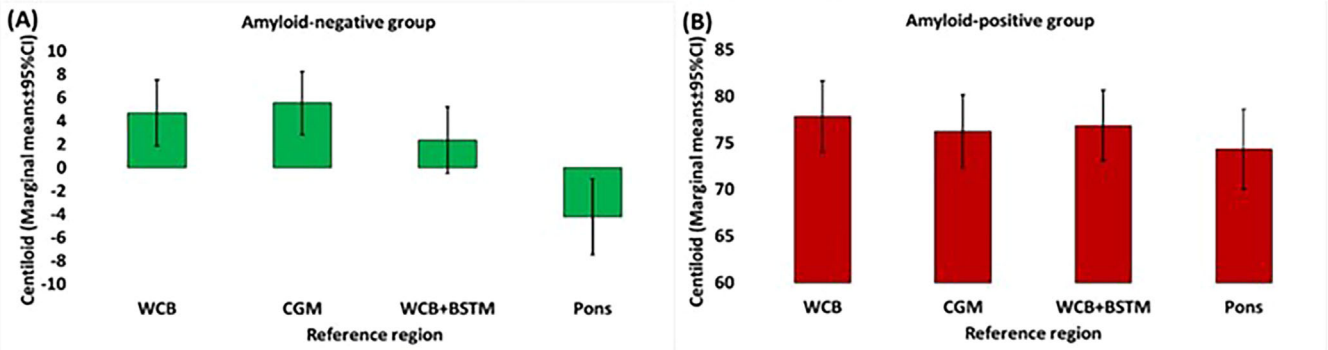 (A)
Amyloid-negative group
Centiloid (Marginal means±95%CI)
10
8
6
4
2
0
-2
-4
-6
-8
-10
WCB CGM WCB+BSTM Pons
Reference region
(B)
Amyloid-positive group
Centiloid (Marginal means±95%CI)
85
80
75
70
65
60
WCB CGM WCB+BSTM Pons
Reference region